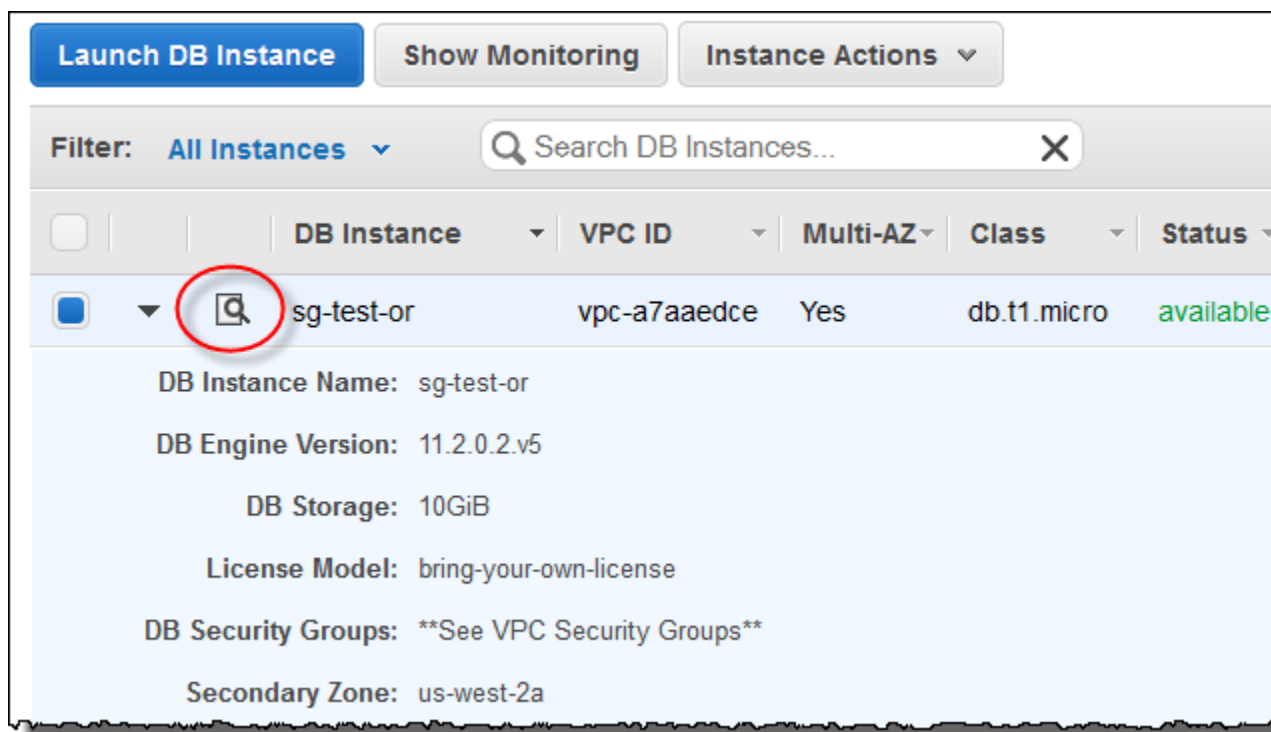 Launch DB Instance Show Monitoring Instance Actions
Filter: All Instances Search DB Instances...
DB Instance VPC ID Multi-AZ Class Status
sg-test-or vpc-a7aaedce Yes db.t1.micro available
DB Instance Name: sg-test-or
DB Engine Version: 11.2.0.2.v5
DB Storage: 10GiB
License Model: bring-your-own-license
DB Security Groups: **See VPC Security Groups**
Secondary Zone: us-west-2a